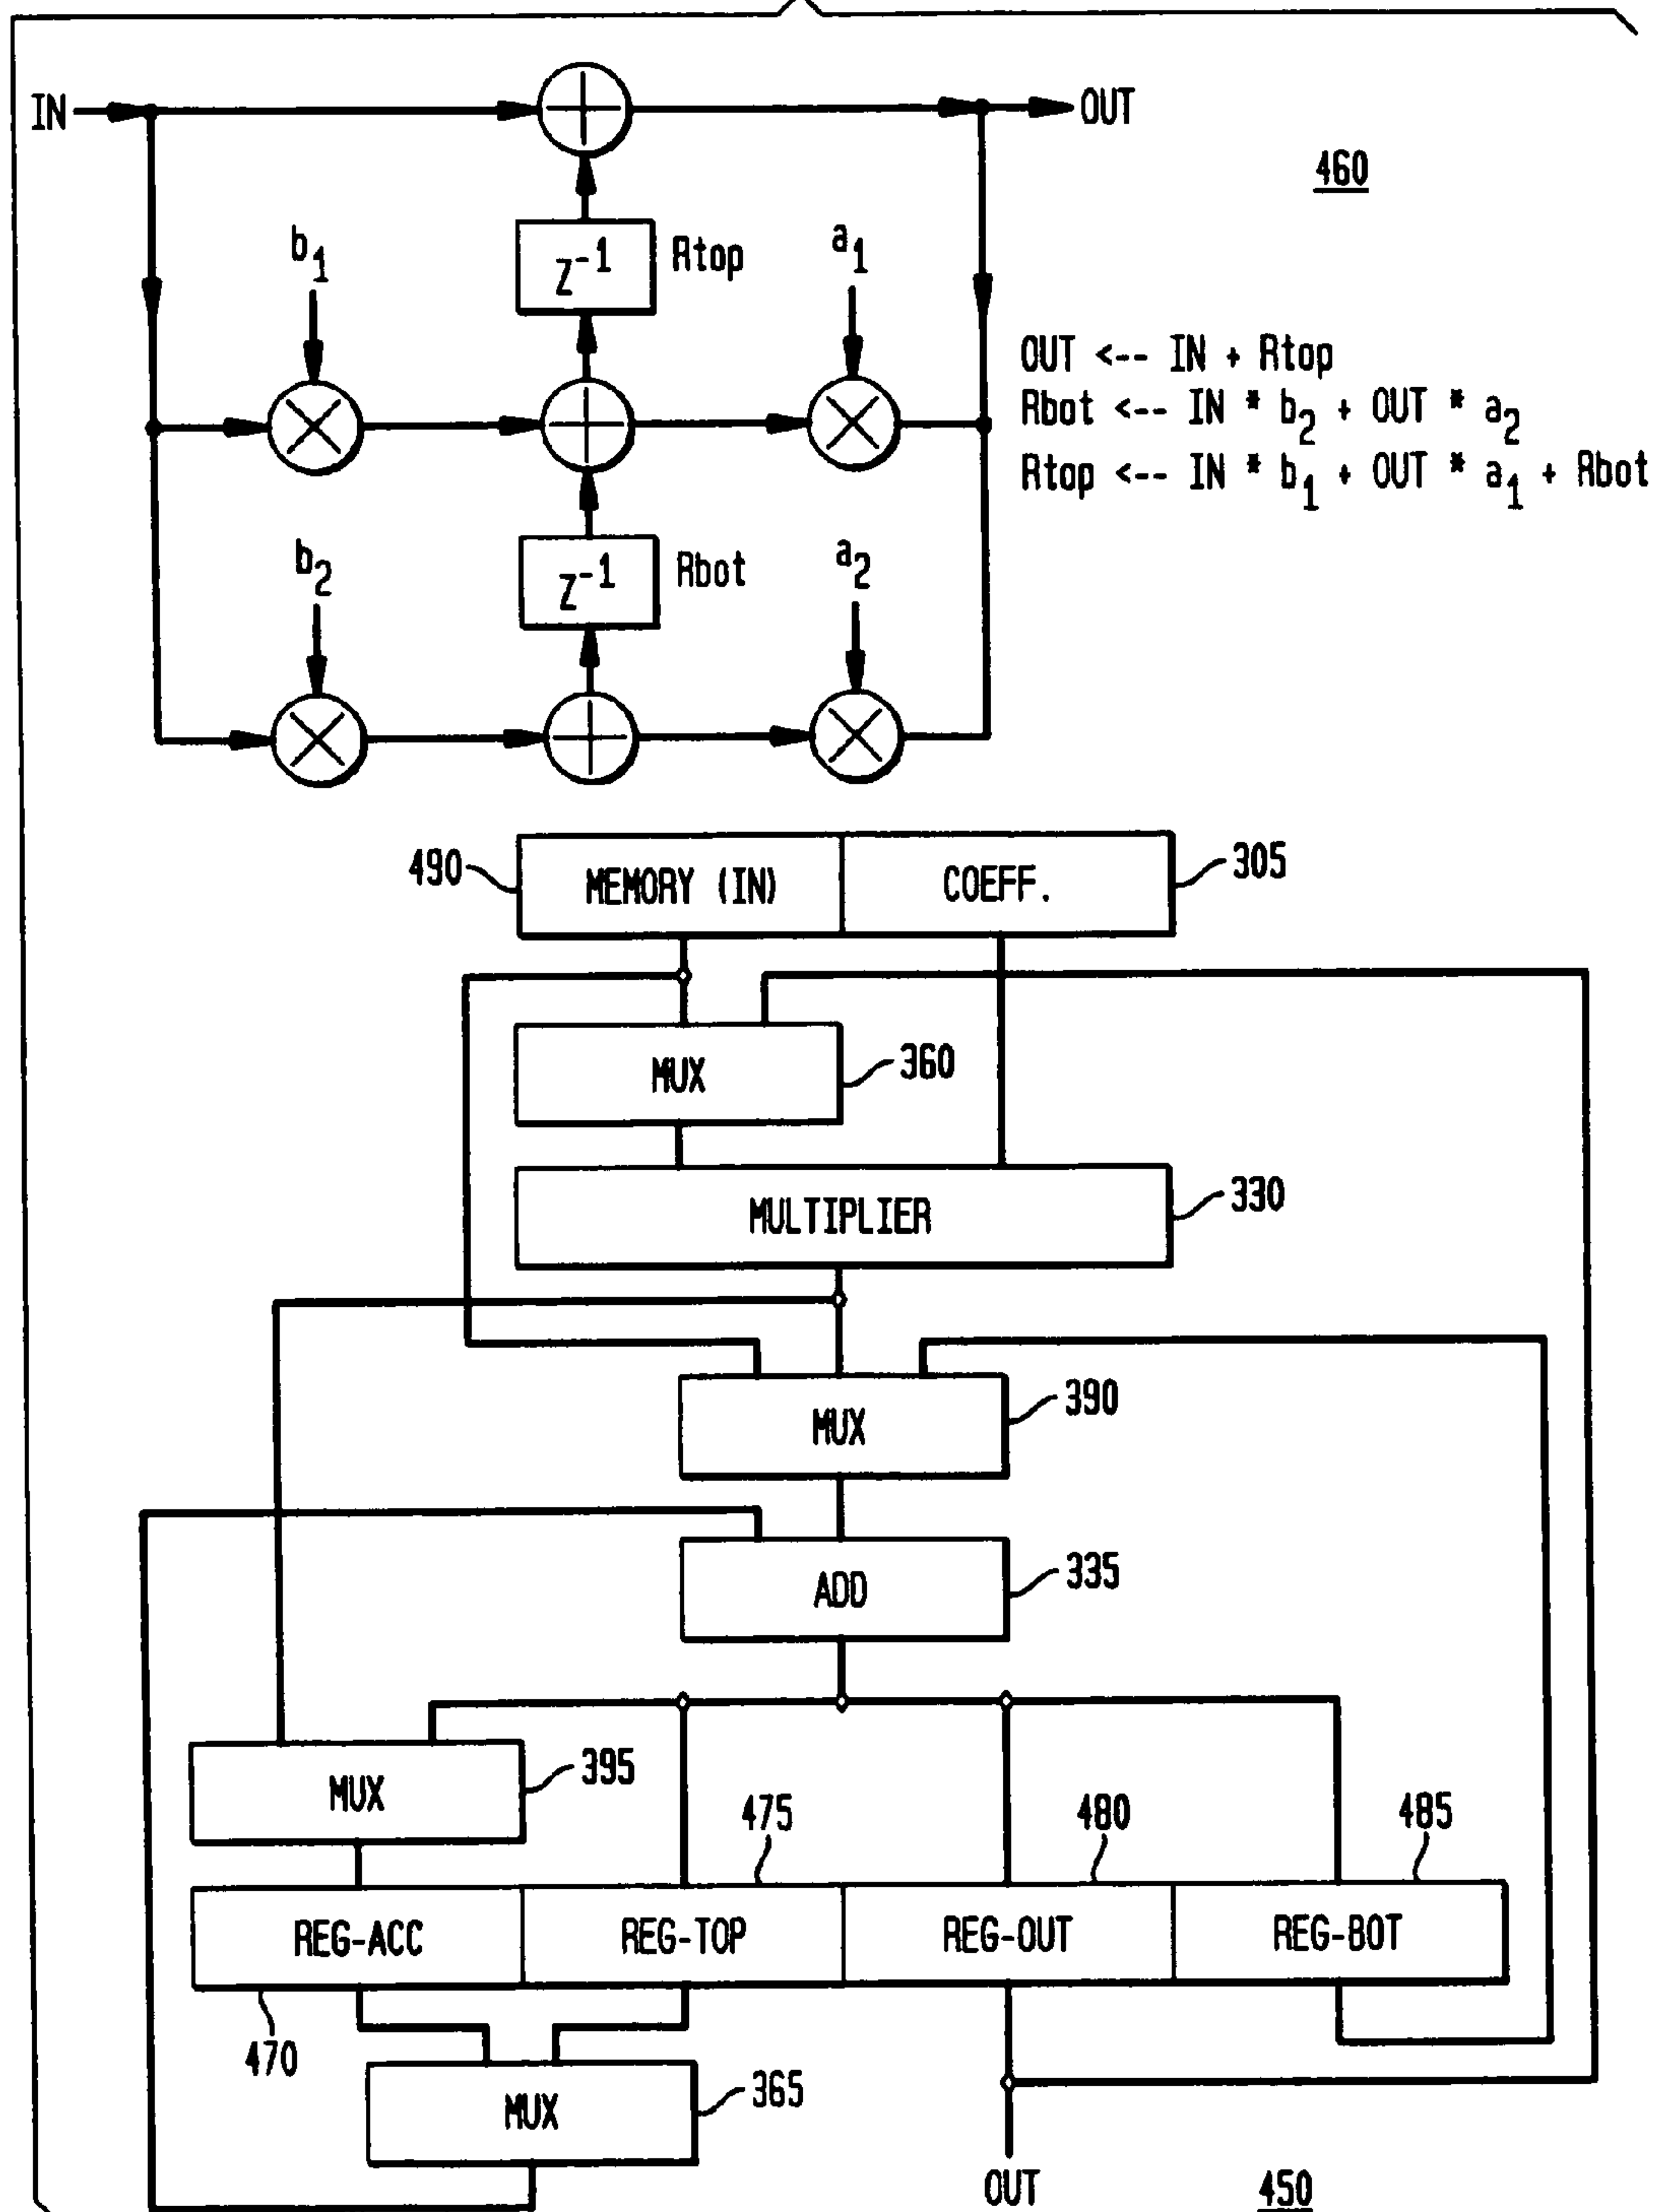 IN
OUT
460
b1
Z-1
Rtop
a1
OUT <-- IN + Rtop
Rbot <-- IN * b2 + OUT * a2
Rtop <-- IN * b1 + OUT * a1 + Rbot
b2
Z-1
Rbot
a2
490
MEMORY (IN)
COEFF.
305
MUX
360
MULTIPLIER
330
MUX
390
ADD
335
MUX
395
475
480
485
REG-ACC
REG-TOP
REG-OUT
REG-BOT
470
MUX
365
OUT
450